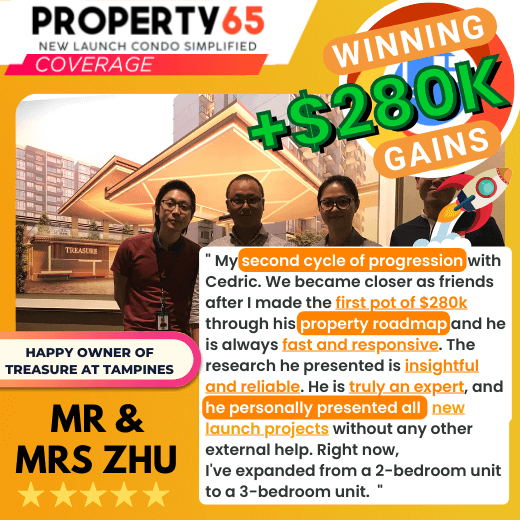 PROPERTY65
NEW LAUNCH CONDO SIMPLIFIED
COVERAGE
WINNING
+$280K
GAINS
TREASURE
" My second cycle of progression with
Cedric. We became closer as friends
after I made the first pot of $280k
through his property roadmap and he
is always fast and responsive. The
research he presented is insightful
and reliable. He is truly an expert, and
he personally presented all new
launch projects without any other
external help. Right now,
I've expanded from a 2-bedroom unit
to a 3-bedroom unit. "
HAPPY OWNER OF
TREASURE AT TAMPINES
MR &
MRS ZHU